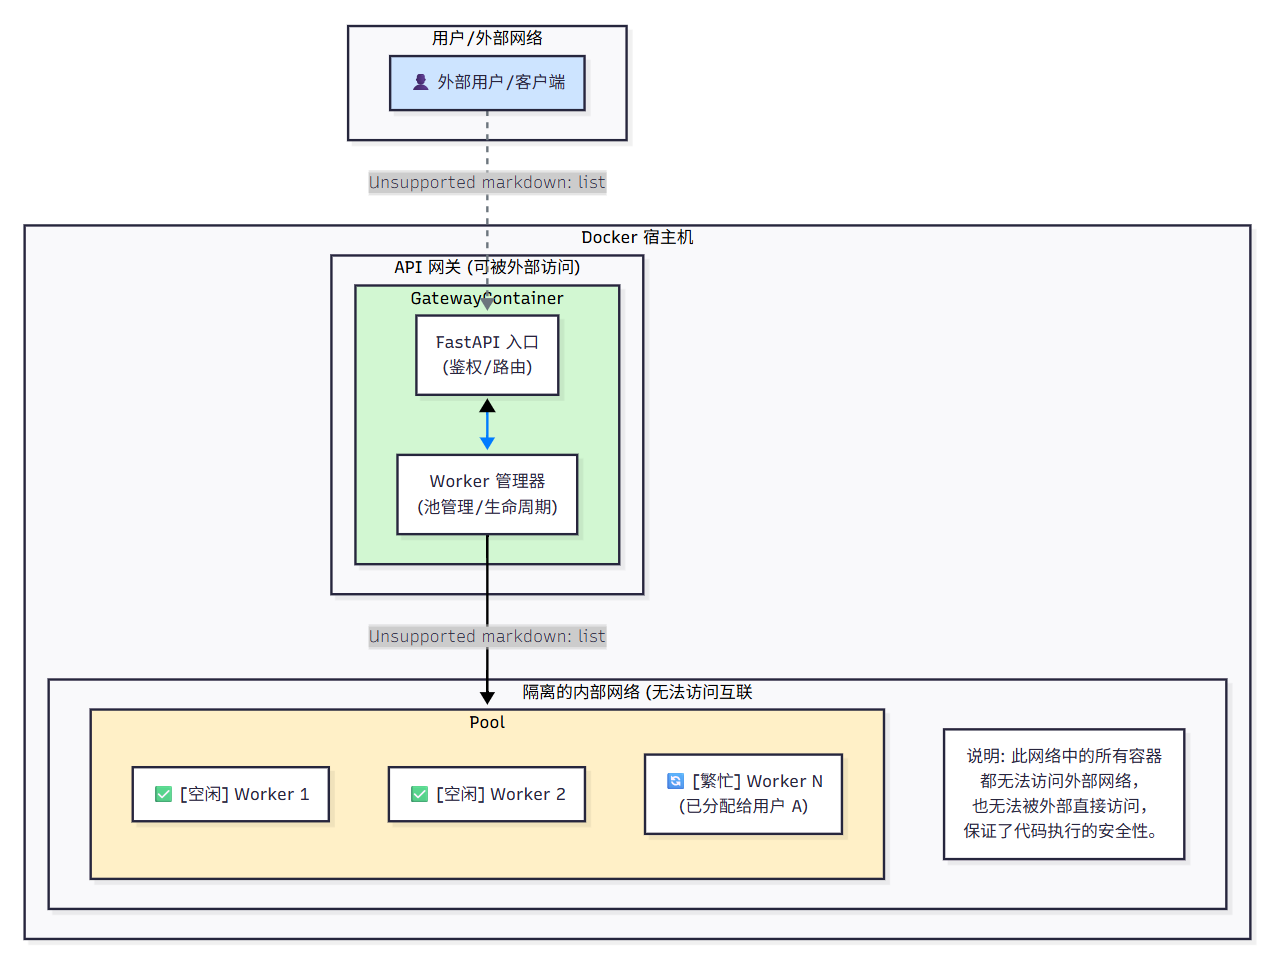 用户/外部网络
外部用户/客户端
Unsupported markdown: list
Docker 宿主机
API 网关 (可被外部访问)
GatewayContainer
FastAPI 入口
(鉴权/路由)
Worker 管理器
(池管理/生命周期)
Unsupported markdown: list
隔离的内部网络 (无法访问互联
Pool
[空闲] Worker 1
[空闲] Worker 2
[繁忙] Worker N
(已分配给用户 A)
说明: 此网络中的所有容器
都无法访问外部网络，
也无法被外部直接访问，
保证了代码执行的安全性。